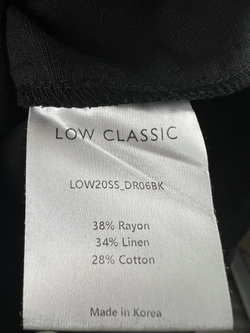 LOW CLASSIC
LOW20SS_DR06BK
38% Rayon
34% Linen
28% Cotton
Made in Korea